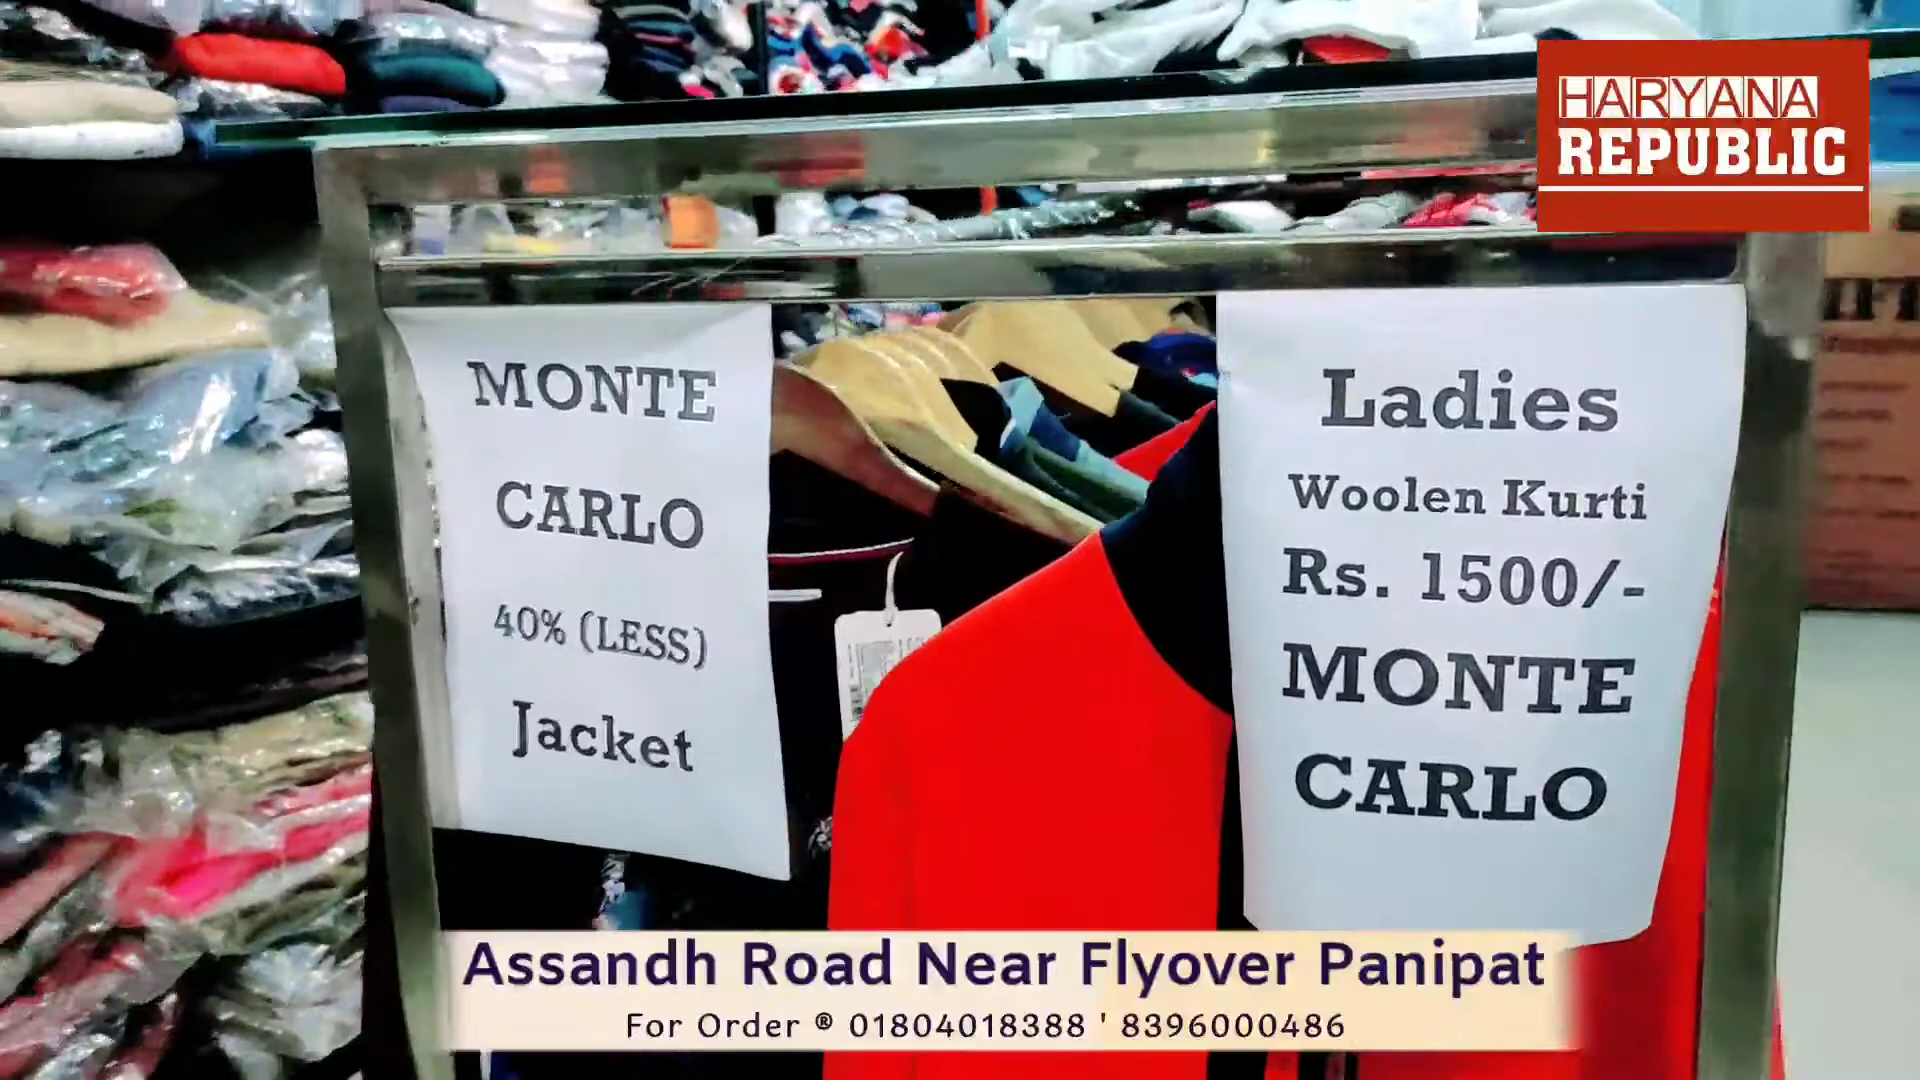 HARYANA
REPUBLIC
MONTE
CARLO
40% (LESS)
Jacket
Ladies
Woolen Kurti
Rs. 1500/-
MONTE
CARLO
Assandh Road Near Flyover Panipat
For Order ® 01804018388 ' 8396000486